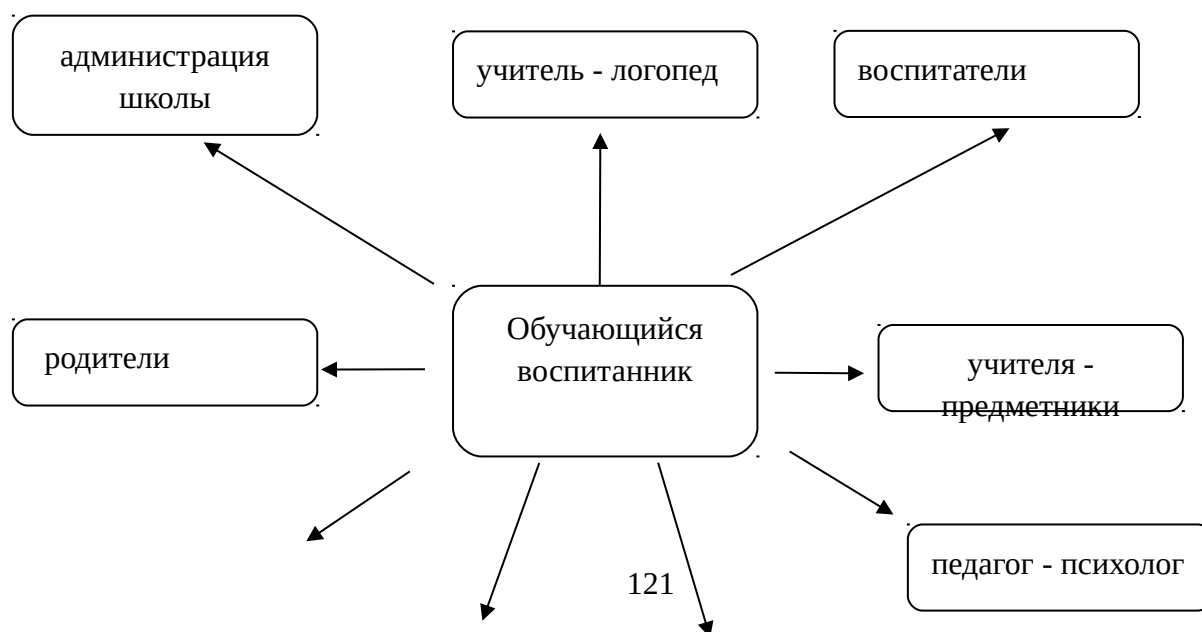 администрация
школы
учитель - логопед
воспитатели
Обучающийся
воспитанник
родители
учителя -
предметники
педагог - психолог
121